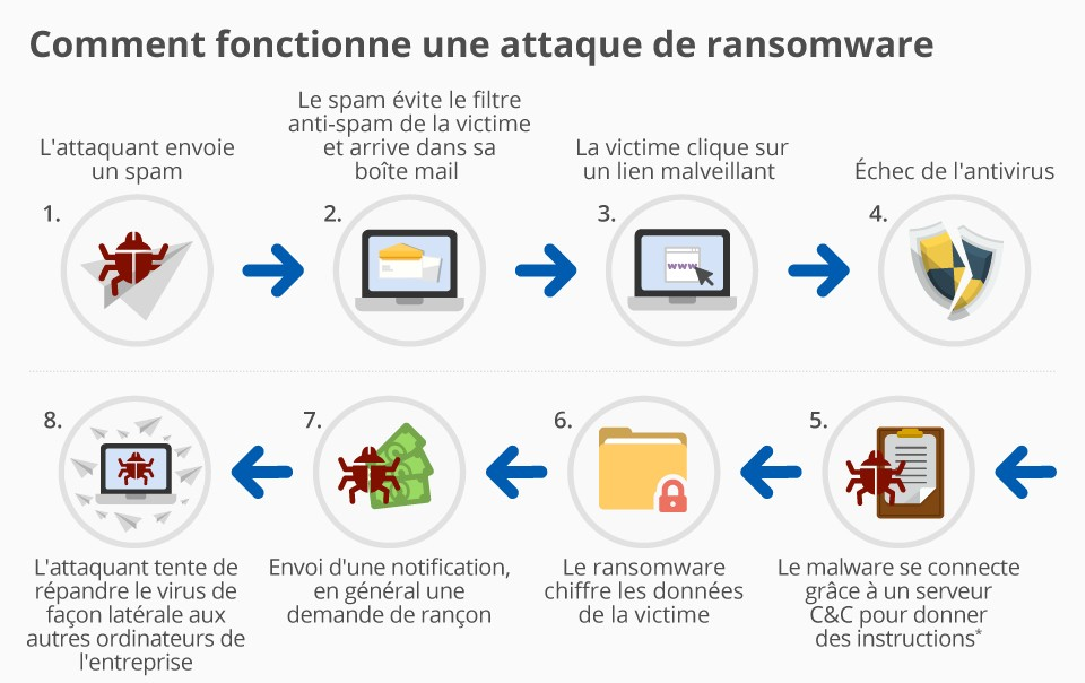 Comment fonctionne une attaque de ransomware
L'attaquant envoie
un spam
1.
Le spam évite le filtre
anti-spam de la victime
et arrive dans sa
boîte mail
2.
La victime clique sur
un lien malveillant
3.
www
Échec de l'antivirus
4.
5.
Le malware se connecte
grâce à un serveur
C&C pour donner
des instructions*
6.
Le ransomware
chiffre les données
de la victime
7.
Envoi d'une notification,
en général une
demande de rançon
8.
L'attaquant tente de
répandre le virus de
façon latérale aux
autres ordinateurs de
l'entreprise